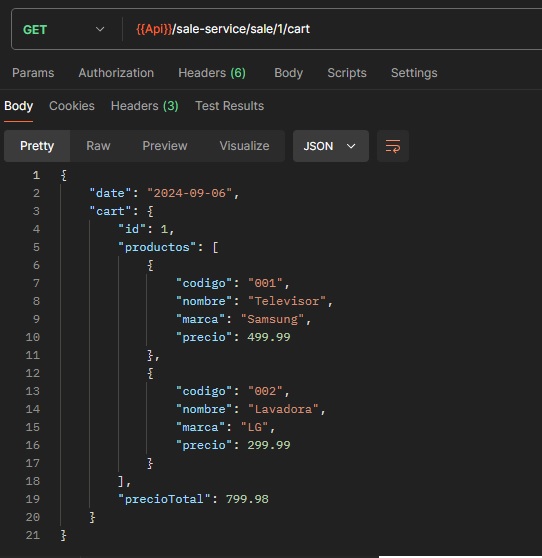 GET {{Api}}/sale-service/sale/1/cart
Params Authorization Headers (6) Body Scripts Settings
Body Cookies Headers (3) Test Results
Pretty Raw Preview Visualize JSON
1 {
2 "date": "2024-09-06",
3 "cart": {
4 "id": 1,
5 "productos": [
6 {
7 "codigo": "001",
8 "nombre": "Televisor",
9 "marca": "Samsung",
10 "precio": 499.99
11 },
12 {
13 "codigo": "002",
14 "nombre": "Lavadora",
15 "marca": "LG",
16 "precio": 299.99
17 }
18 ],
19 "precioTotal": 799.98
20 }
21 }